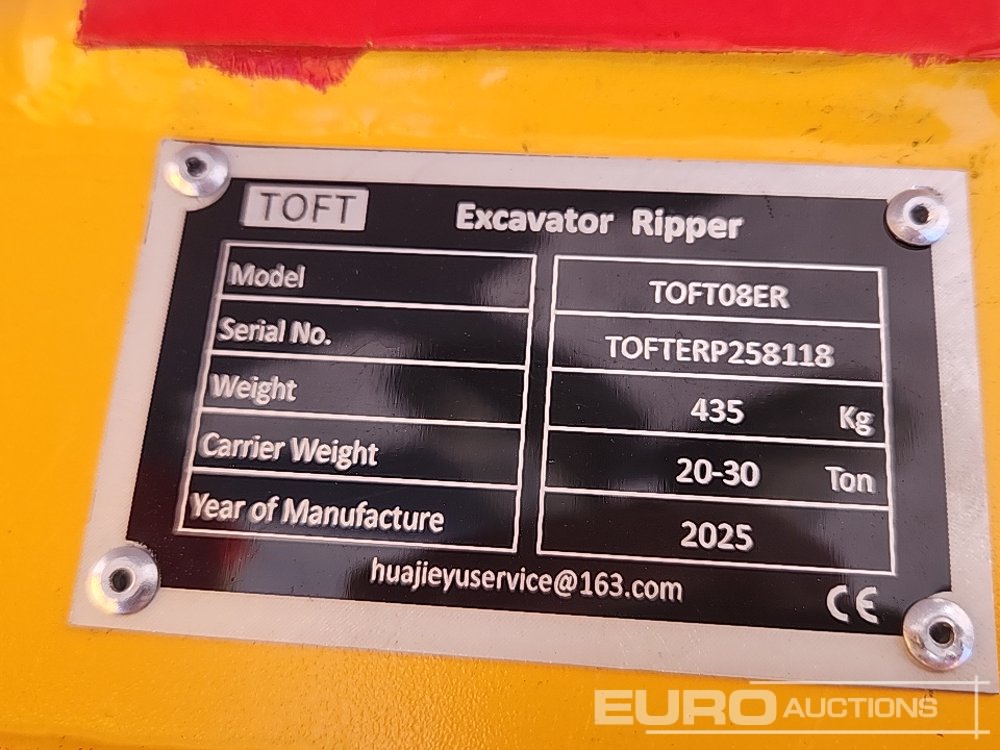 TOFT Excavator Ripper
Model TOFT08ER
Serial No. TOFTERP258118
Weight 435 Kg
Carrier Weight 20-30 Ton
Year of Manufacture 2025
huajieyuservice@163.com
CE
EURO AUCTIONS